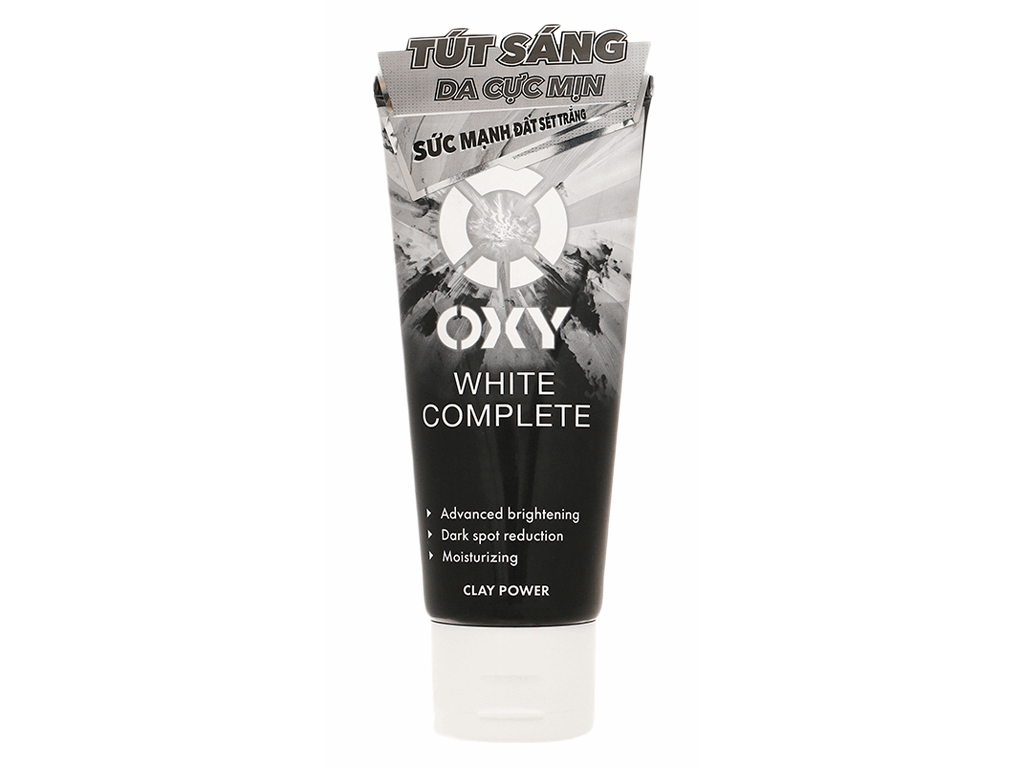 TÚT SÁNG
DA CỰC MỊN
SỨC MẠNH ĐẤT SÉT TRẮNG
OXY
WHITE
COMPLETE
Advanced brightening
Dark spot reduction
Moisturizing
CLAY POWER